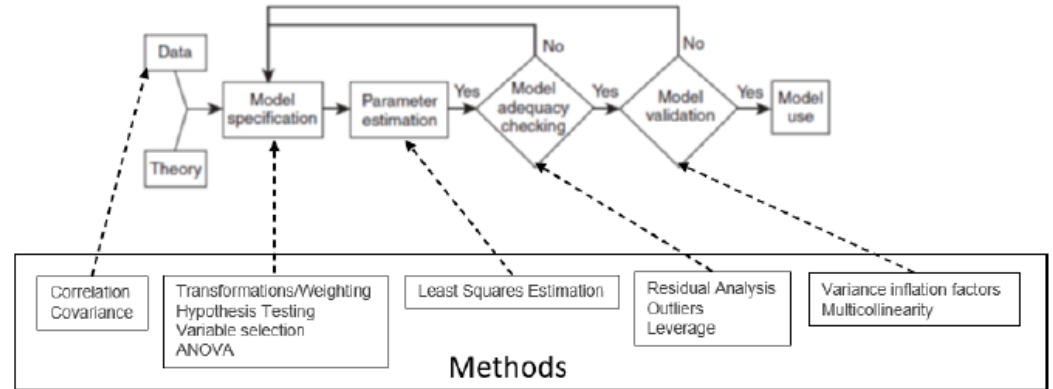 No
No
Data
Model
specification
Parameter
estimation
Yes
Model
adequacy
checking
Yes
Model
validation
Yes
Model
use
Theory
Correlation
Covariance
Transformations/Weighting
Hypothesis Testing
Variable selection
ANOVA
Least Squares Estimation
Residual Analysis
Outliers
Leverage
Variance inflation factors
Multicollinearity
Methods